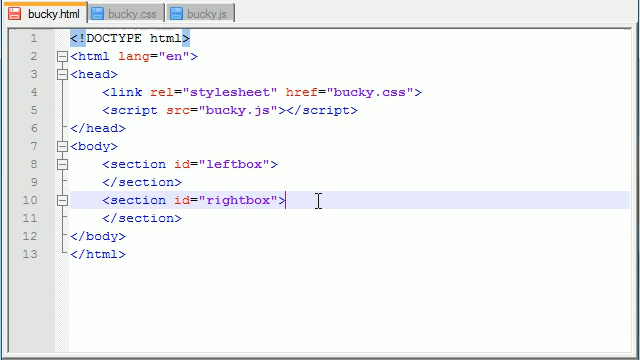 bucky.html bucky.css bucky.js
1 <!DOCTYPE html>
2 <html lang="en">
3 <head>
4 <link rel="stylesheet" href="bucky.css">
5 <script src="bucky.js"></script>
6 </head>
7 <body>
8 <section id="leftbox">
9 </section>
10 <section id="rightbox">
11 </section>
12 </body>
13 </html>